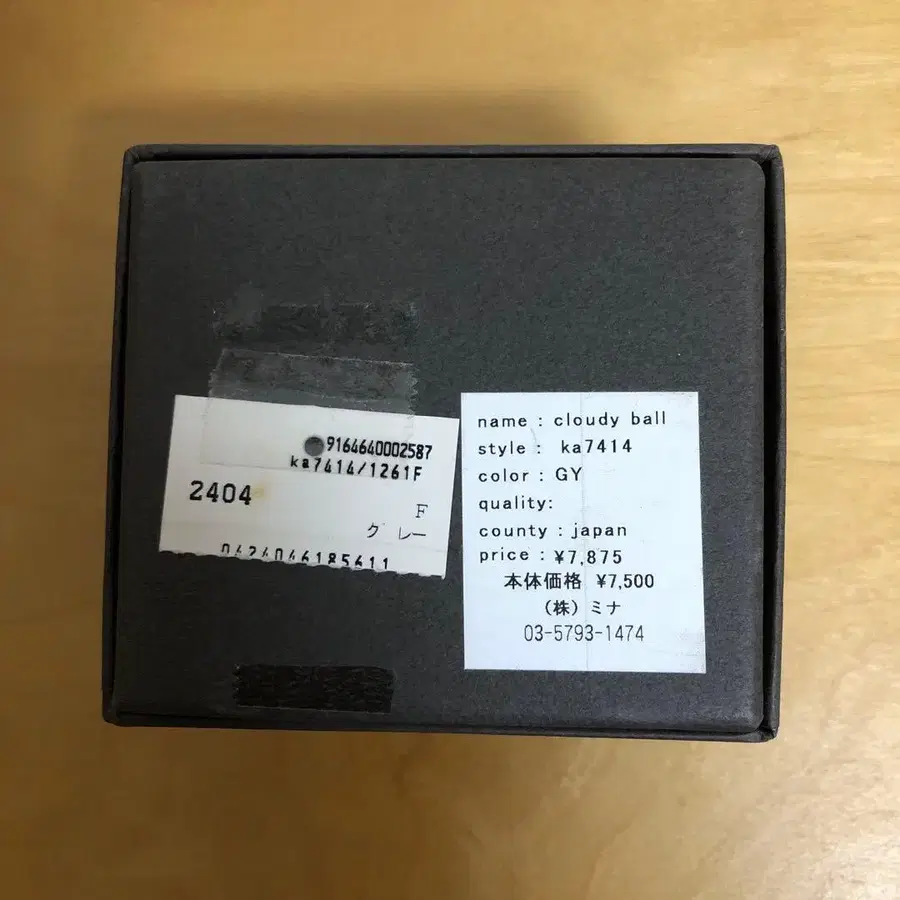 9164640002587
ka7414/1261F
2404
F
グレー
name : cloudy ball
style : ka7414
color : GY
quality:
county : japan
price : ¥7,875
本体価格 ¥7,500
(株) ミナ
03-5793-1474